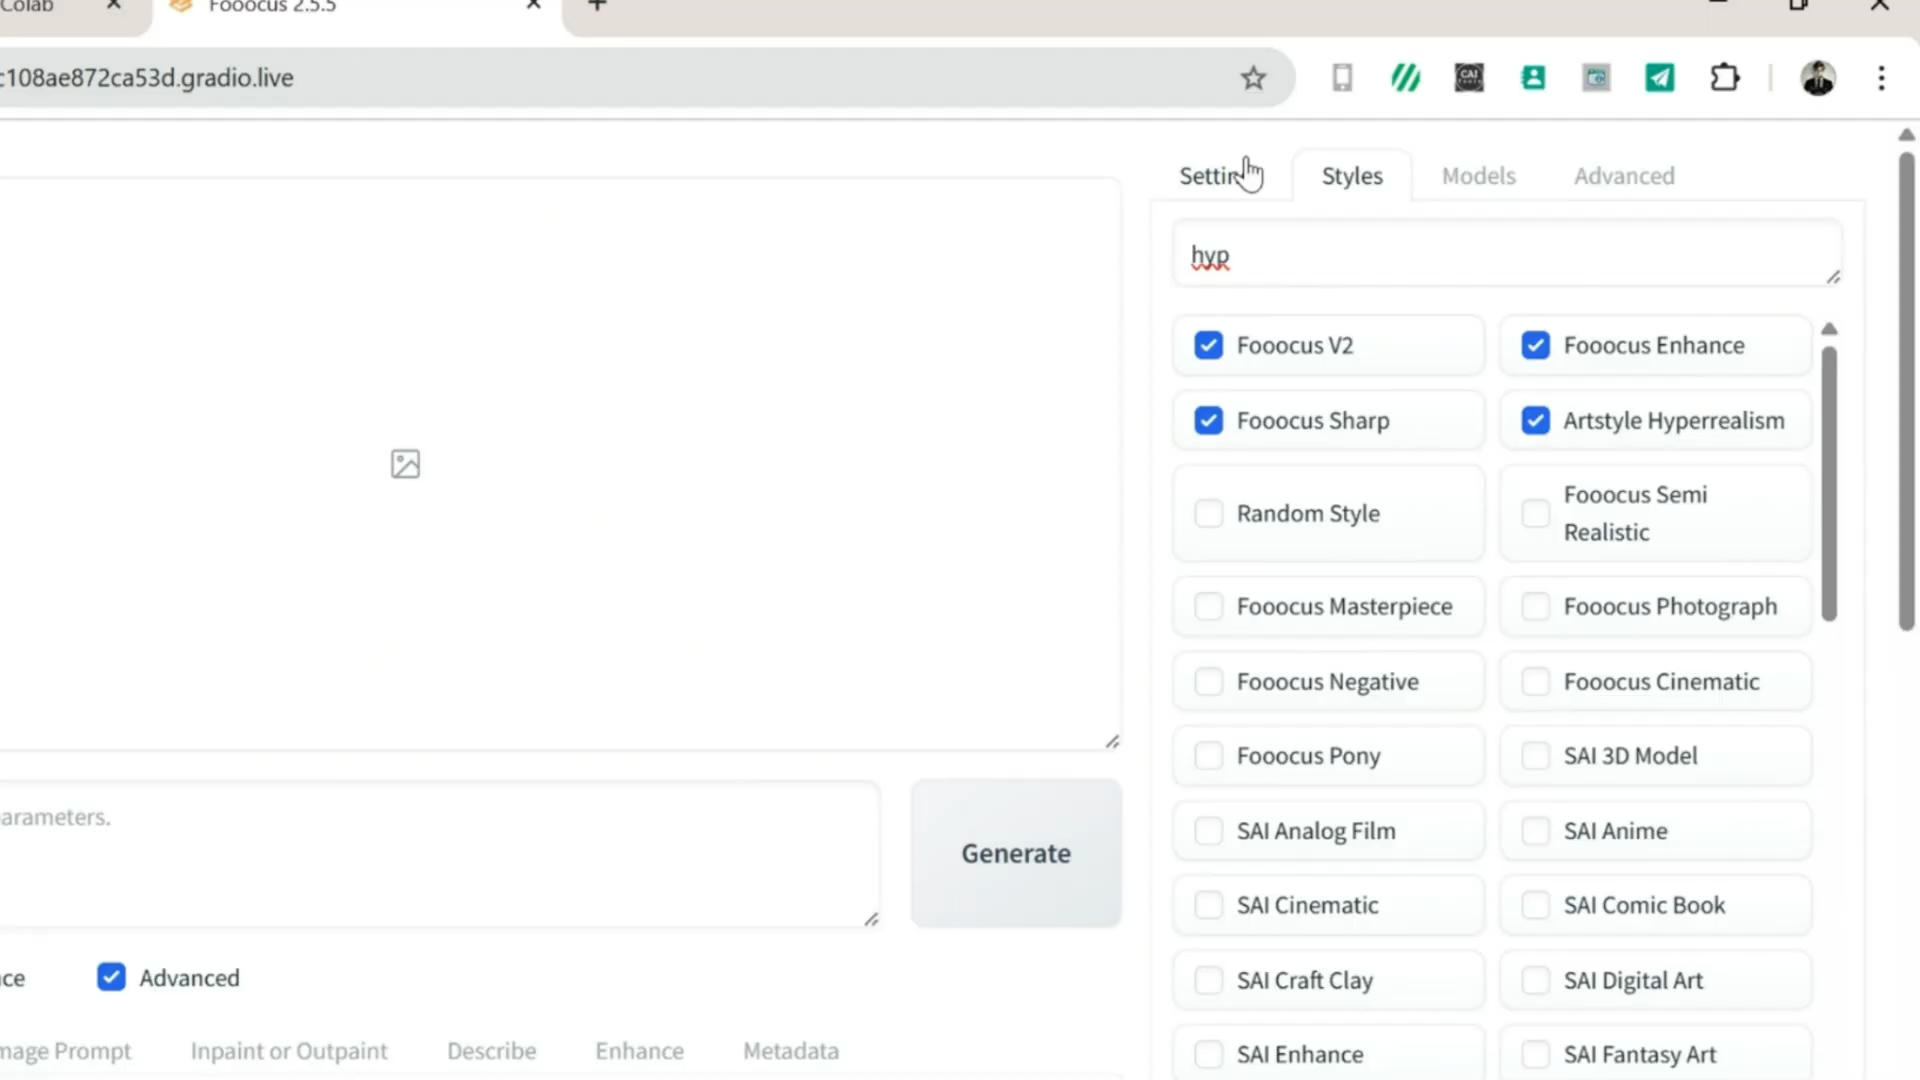 Colab
Fooocus 2.5.5
c108ae872ca53d.gradio.live
CAI
Settin
Styles
Models
Advanced
hyp
Fooocus V2
Fooocus Enhance
Fooocus Sharp
Artstyle Hyperrealism
Random Style
Fooocus Semi
Realistic
Fooocus Masterpiece
Fooocus Photograph
Fooocus Negative
Fooocus Cinematic
Fooocus Pony
SAI 3D Model
SAI Analog Film
SAI Anime
SAI Cinematic
SAI Comic Book
SAI Craft Clay
SAI Digital Art
SAI Enhance
SAI Fantasy Art
arameters.
Generate
nce
Advanced
mage Prompt
Inpaint or Outpaint
Describe
Enhance
Metadata